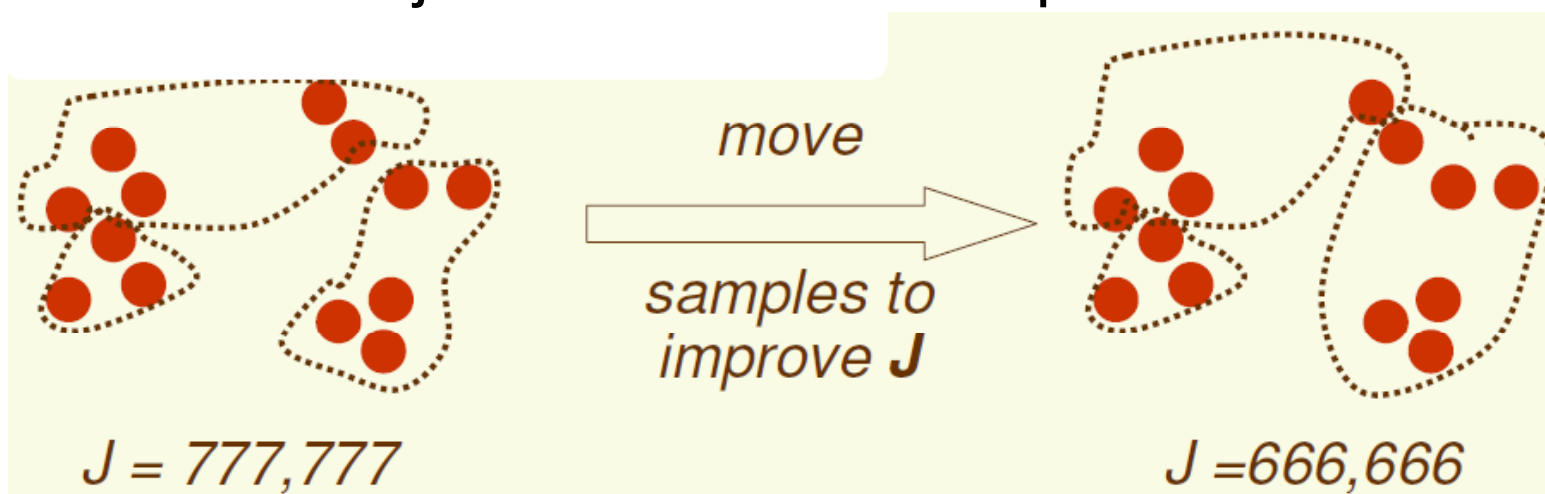 move
samples to
improve J
J = 777,777
J =666,666